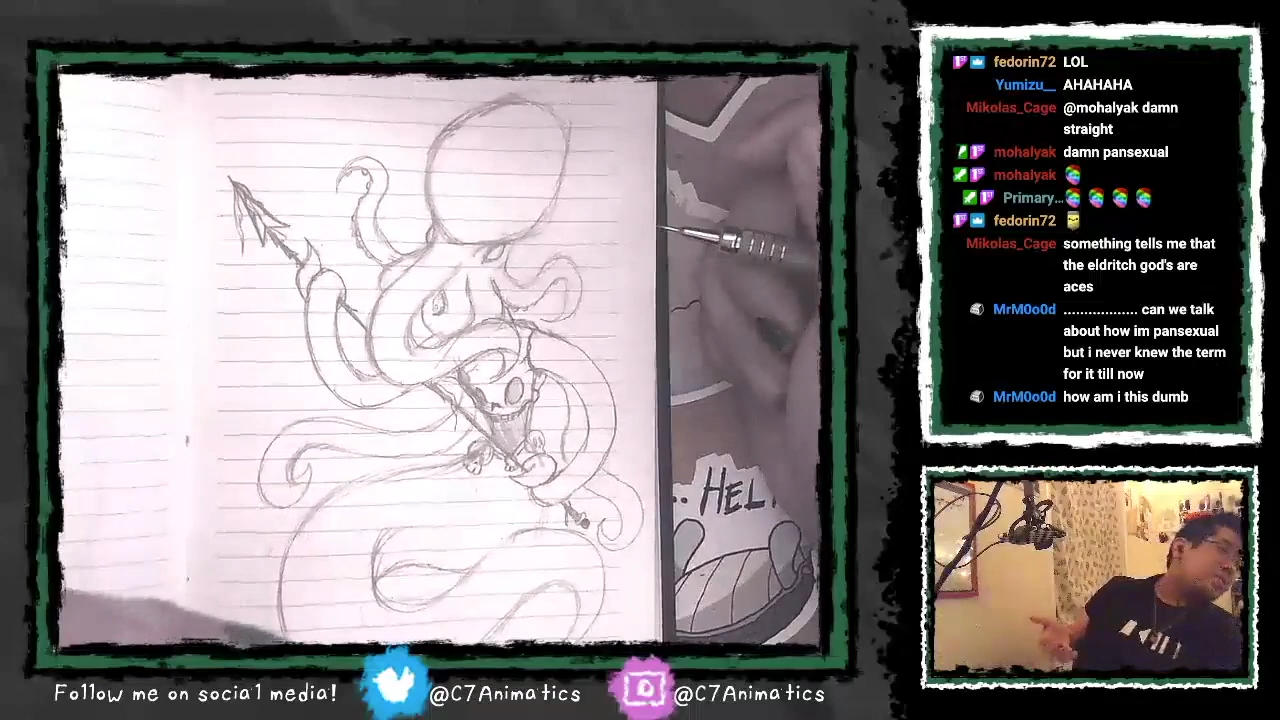 fedorin72 LOL
Yumizu__ AHAHAHA
Mikolas_Cage @mohalyak damn
straight
mohalyak damn pansexual
mohalyak
Primary...
fedorin72
Mikolas_Cage something tells me that
the eldritch god's are
aces
MrM0o0d .................. can we talk
about how im pansexual
but i never knew the term
for it till now
MrM0o0d how am i this dumb
.. HEL
Follow me on social media!
@C7Animatics
@C7Animatics